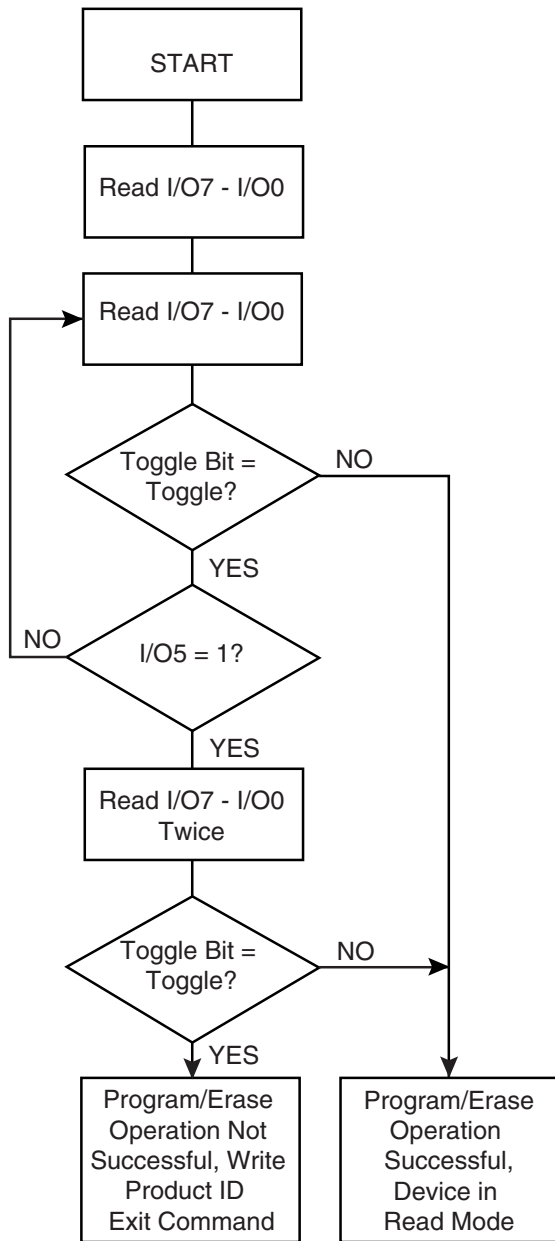 START
Read I/O7 - I/O0
Read I/O7 - I/O0
Toggle Bit =
Toggle?
NO
YES
NO
I/O5 = 1?
YES
Read I/O7 - I/O0
Twice
Toggle Bit =
Toggle?
NO
YES
Program/Erase
Operation Not
Successful, Write
Product ID
Exit Command
Program/Erase
Operation
Successful,
Device in
Read Mode